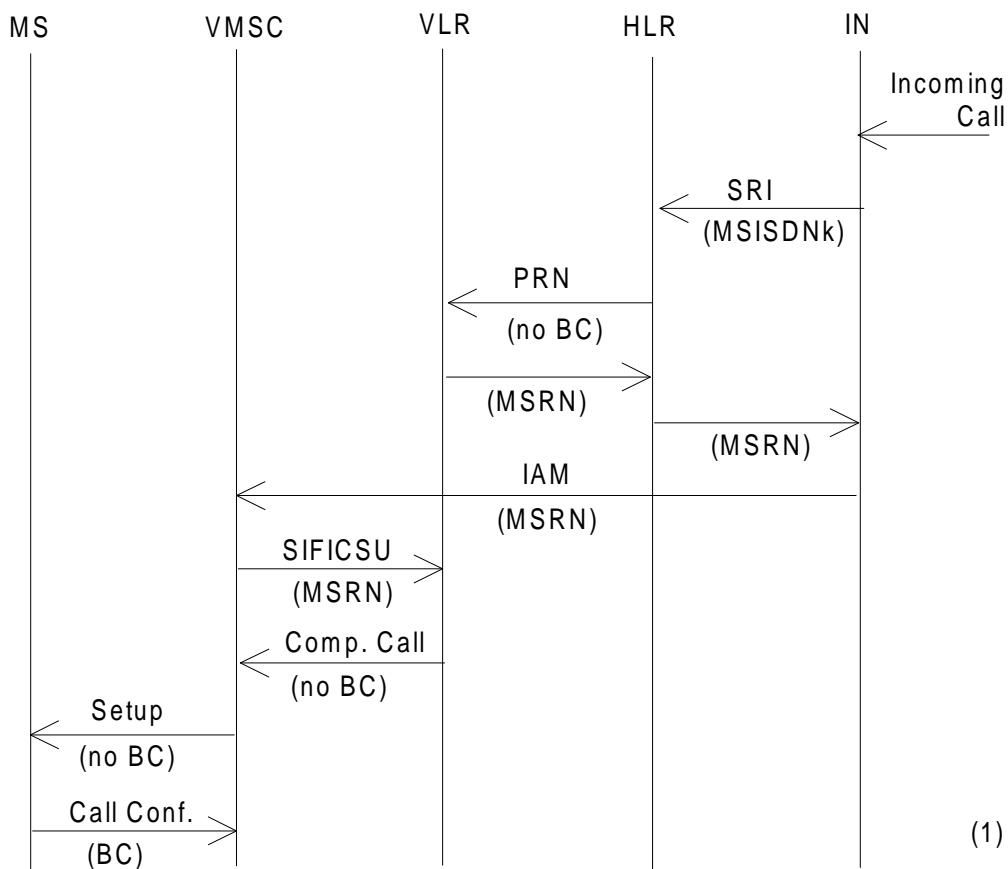 MS VMSC VLR HLR IN
Incoming
Call
SRI
(MSISDNk)
PRN
(no BC)
(MSRN)
(MSRN)
IAM
(MSRN)
SIFICSU
(MSRN)
Comp. Call
(no BC)
Setup
(no BC)
Call Conf.
(BC)
(1)